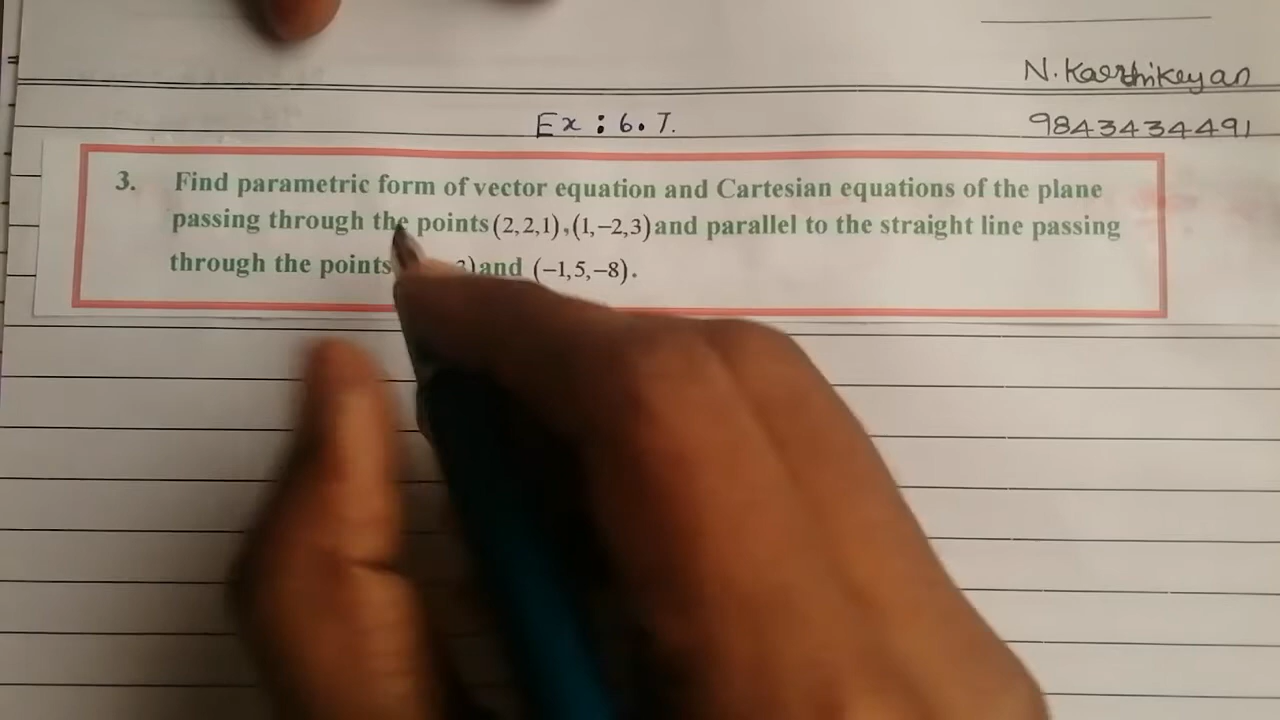 N. Karthikeyan
Ex : 6.7.
9843434491
3. Find parametric form of vector equation and Cartesian equations of the plane
passing through the points (2,2,1),(1,−2,3) and parallel to the straight line passing
through the points 3) and (−1,5,−8).